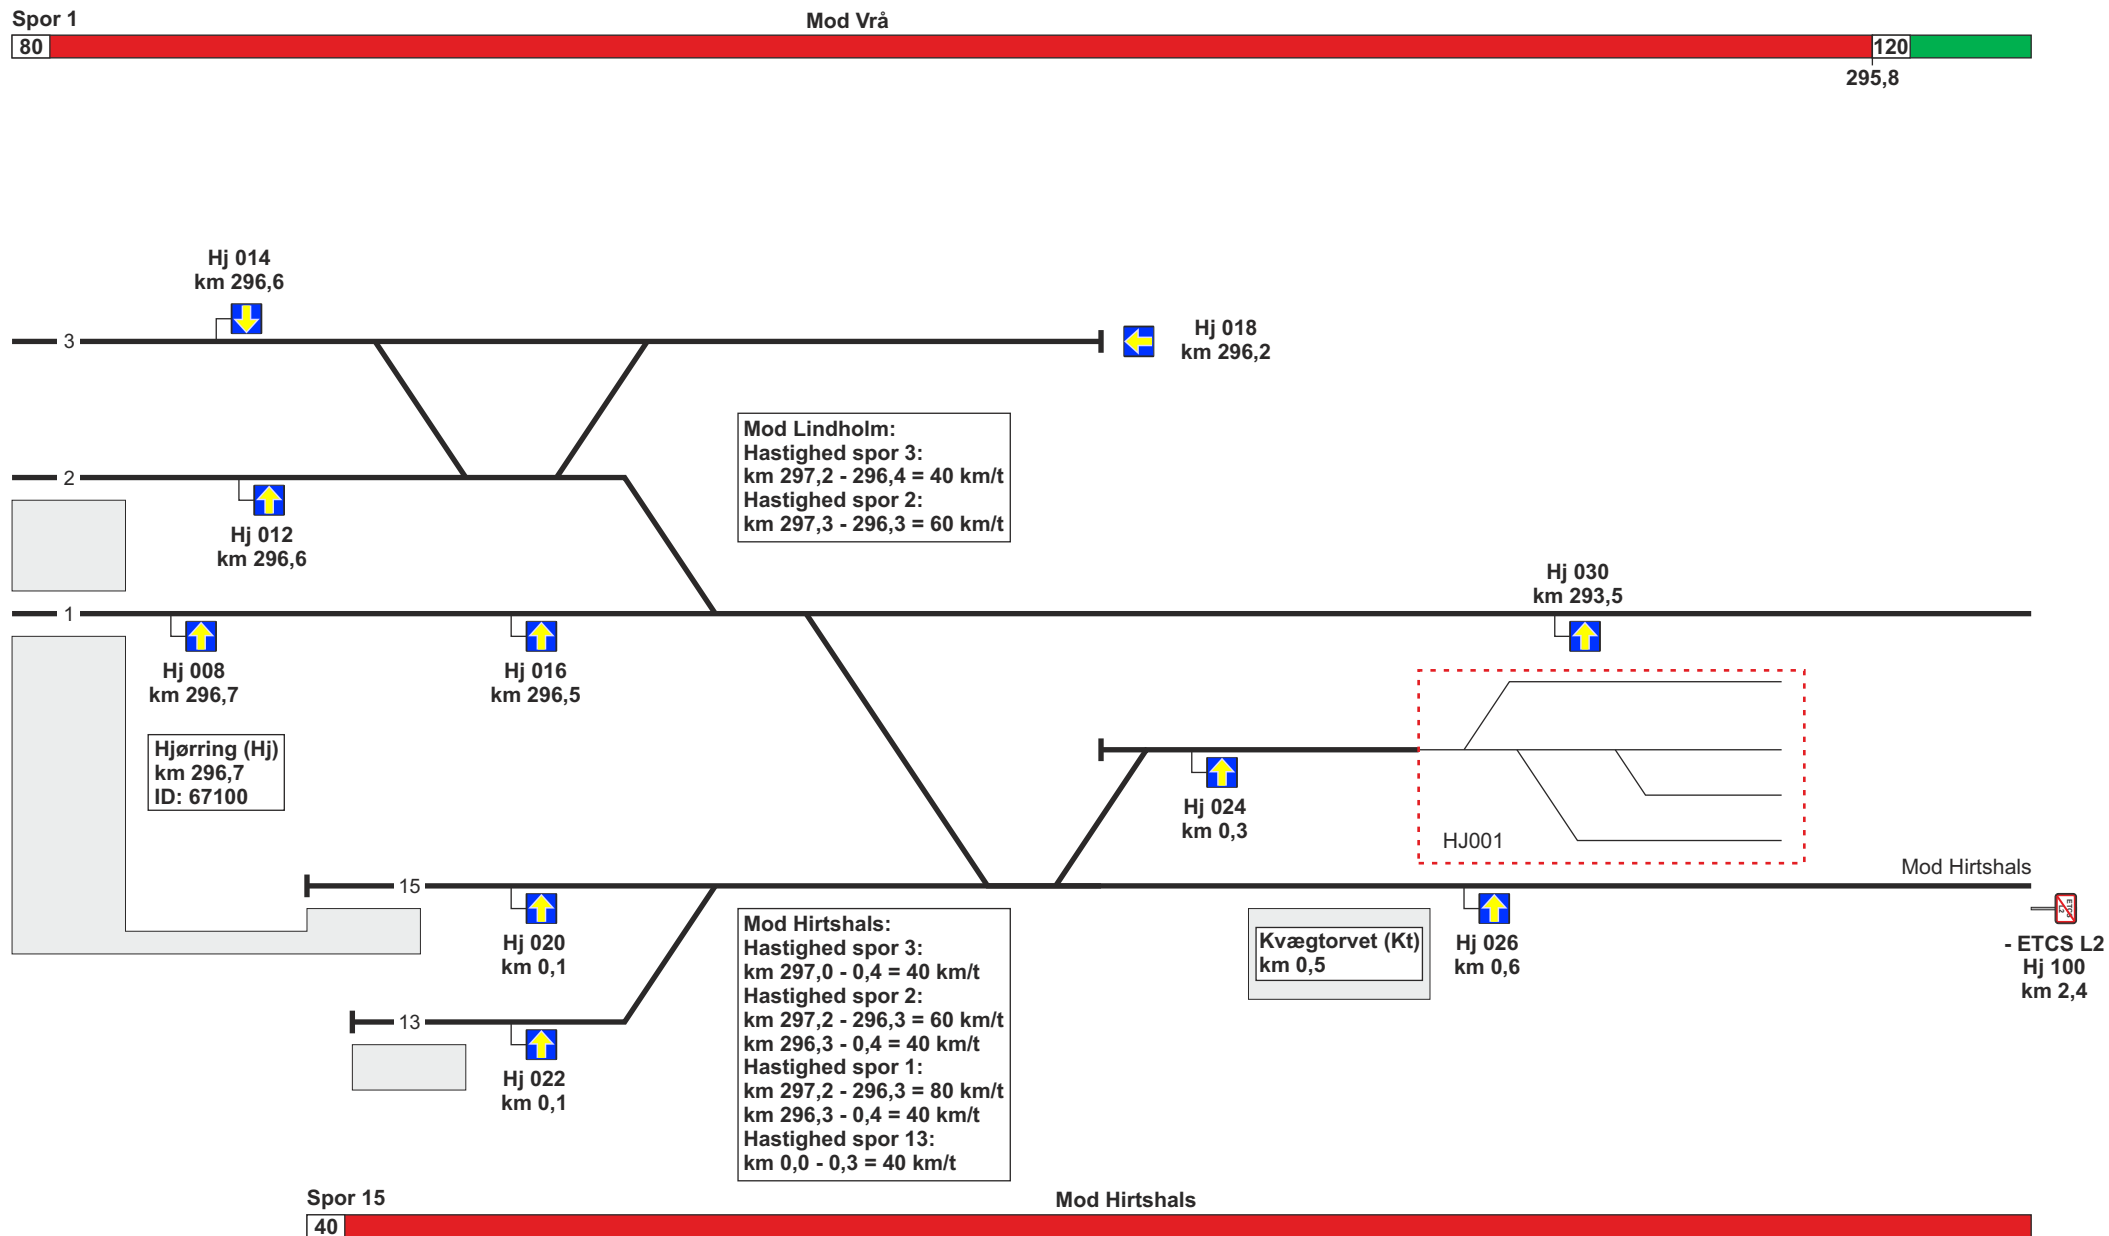 Spor 1
Mod Vrå
80
120
295,8
Hj 014
km 296,6
3
Hj 018
km 296,2
Mod Lindholm:
Hastighed spor 3:
km 297,2 - 296,4 = 40 km/t
Hastighed spor 2:
km 297,3 - 296,3 = 60 km/t
2
Hj 012
km 296,6
Hj 030
km 293,5
1
Hj 008
km 296,7
Hj 016
km 296,5
Hjørring (Hj)
km 296,7
ID: 67100
Hj 024
km 0,3
HJ001
Mod Hirtshals
15
Hj 020
km 0,1
Mod Hirtshals:
Hastighed spor 3:
km 297,0 - 0,4 = 40 km/t
Hastighed spor 2:
km 297,2 - 296,3 = 60 km/t
km 296,3 - 0,4 = 40 km/t
Hastighed spor 1:
km 297,2 - 296,3 = 80 km/t
km 296,3 - 0,4 = 40 km/t
Hastighed spor 13:
km 0,0 - 0,3 = 40 km/t
Kvægtorvet (Kt)
km 0,5
Hj 026
km 0,6
ETCS
L2
- ETCS L2
Hj 100
km 2,4
13
Hj 022
km 0,1
Spor 15
Mod Hirtshals
40